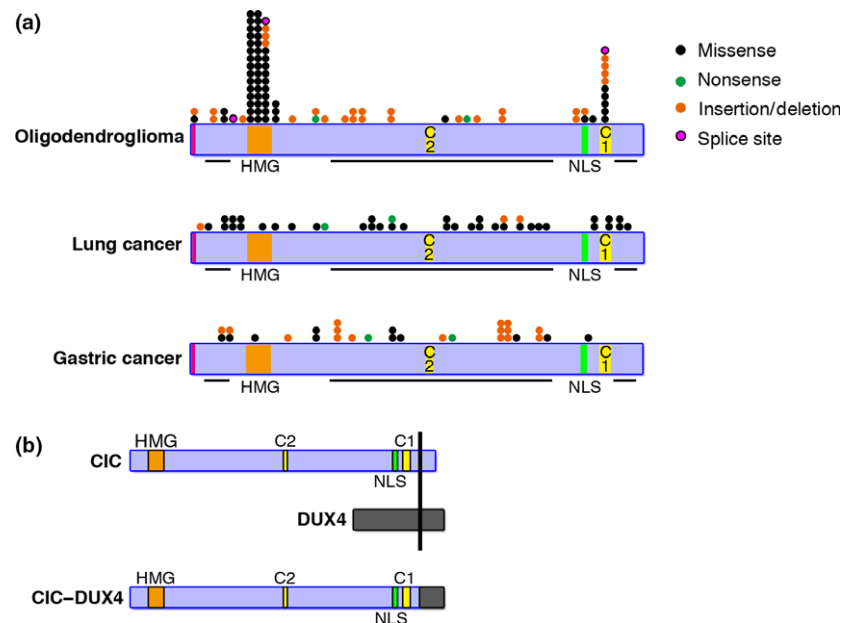 (a)
Missense
Nonsense
Insertion/deletion
Splice site
Oligodendroglioma
C
2
C
1
HMG
NLS
Lung cancer
C
2
C
1
HMG
NLS
Gastric cancer
C
2
C
1
HMG
NLS
(b)
HMG
C2
C1
CIC
NLS
DUX4
HMG
C2
C1
CIC–DUX4
NLS